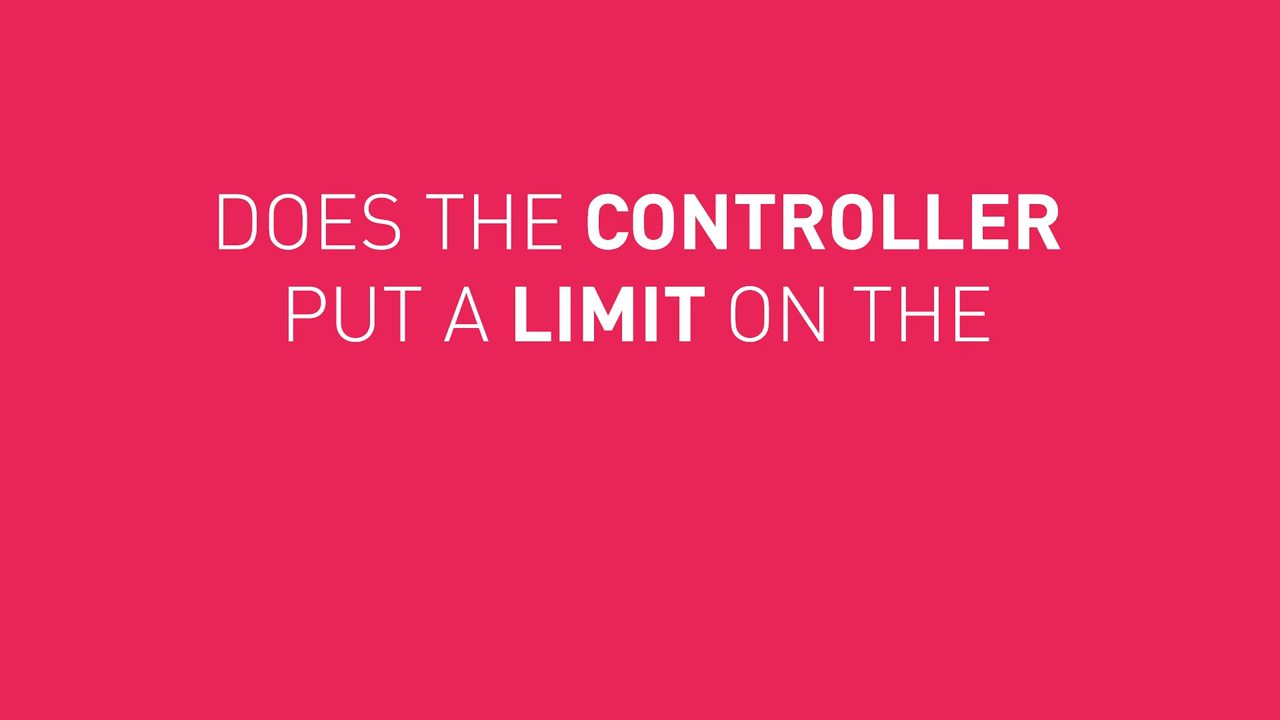 DOES THE CONTROLLER
PUT A LIMIT ON THE